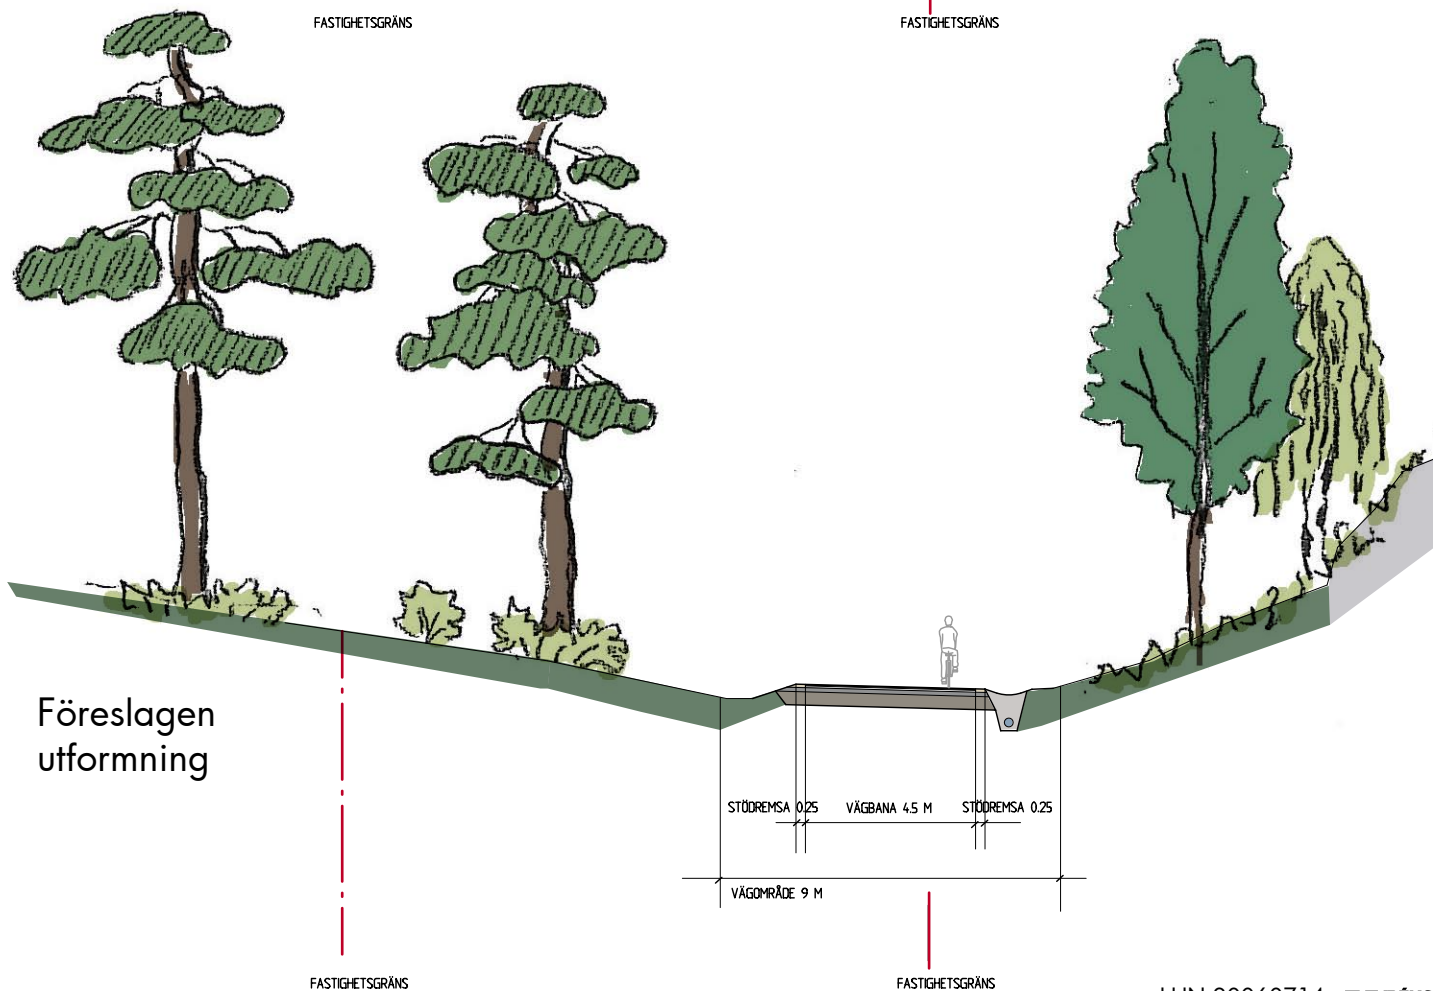 FASTIGHETSGRÄNS FASTIGHETSGRÄNS
Föreslagen
utformning
STÖDREMSA 0.25 VÄGBANA 4.5 M STÖDREMSA 0.25
VÄGOMRÅDE 9 M
FASTIGHETSGRÄNS FASTIGHETSGRÄNS